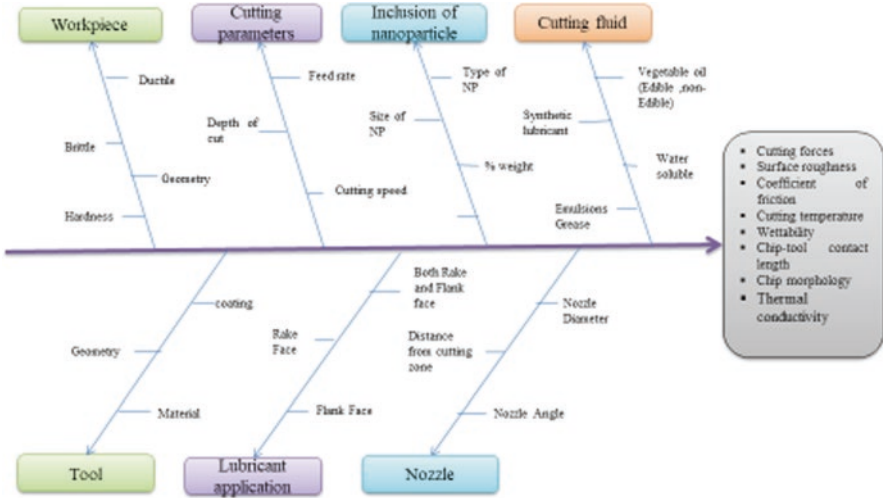 Workpiece
Cutting
parameters
Inclusion of
nanoparticle
Cutting fluid
Ductile
Brittle
Geometry
Hardness
Feed rate
Depth of
cut
Cutting speed
Type of
NP
Size of
NP
% weight
Vegetable oil
(Edible ,non-
Edible)
Synthetic
lubricant
Water
soluble
Emulsions
Grease
Cutting forces
Surface roughness
Coefficient of
friction
Cutting temperature
Wettability
Chip-tool contact
length
Chip morphology
Thermal
conductivity
coating
Geometry
Material
Both Rake
and Flank
face
Rake
Face
Flank Face
Nozzle
Diameter
Distance
from cutting
zone
Nozzle Angle
Tool
Lubricant
application
Nozzle